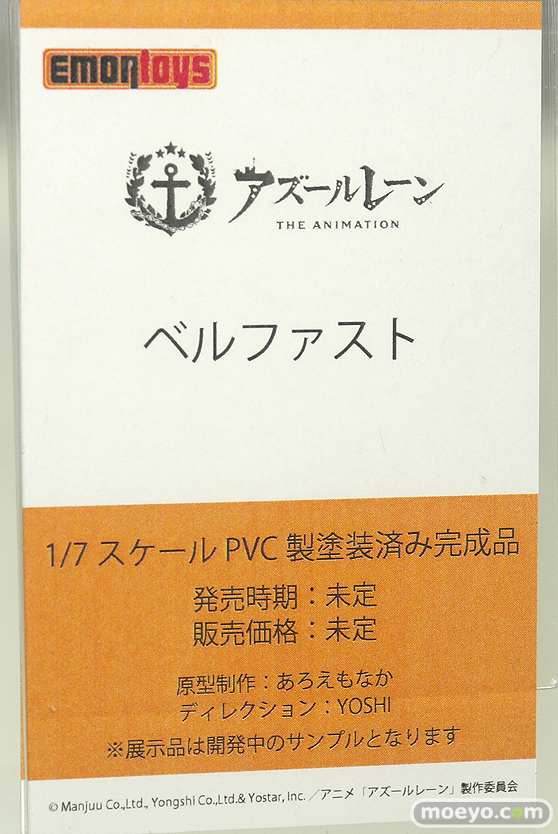 EMONtoys
アズールレーン
THE ANIMATION
ベルファスト
1/7 スケール PVC 製塗装済み完成品
発売時期：未定
販売価格：未定
原型制作：あろえもなか
ディレクション：YOSHI
※展示品は開発中のサンプルとなります
© Manjuu Co.,Ltd., Yongshi Co.,Ltd.& Yostar, Inc. ／アニメ「アズールレーン」製作委員会
moeyo.com